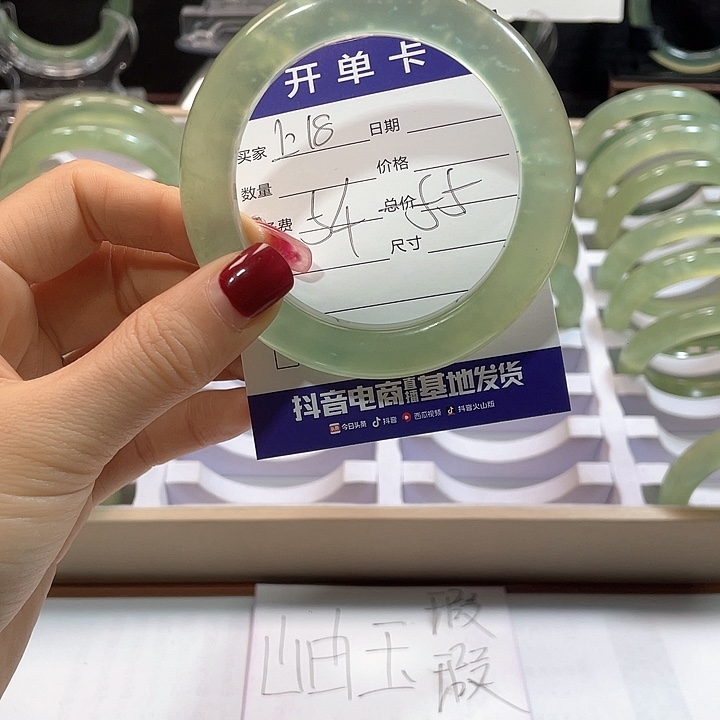 开单卡
买家 1:18 日期
数量 价格
费 54 总价 55
尺寸
抖音电商直播基地发货
今日头条 抖音 西瓜视频 抖音火山版
岫玉 瑕瑕